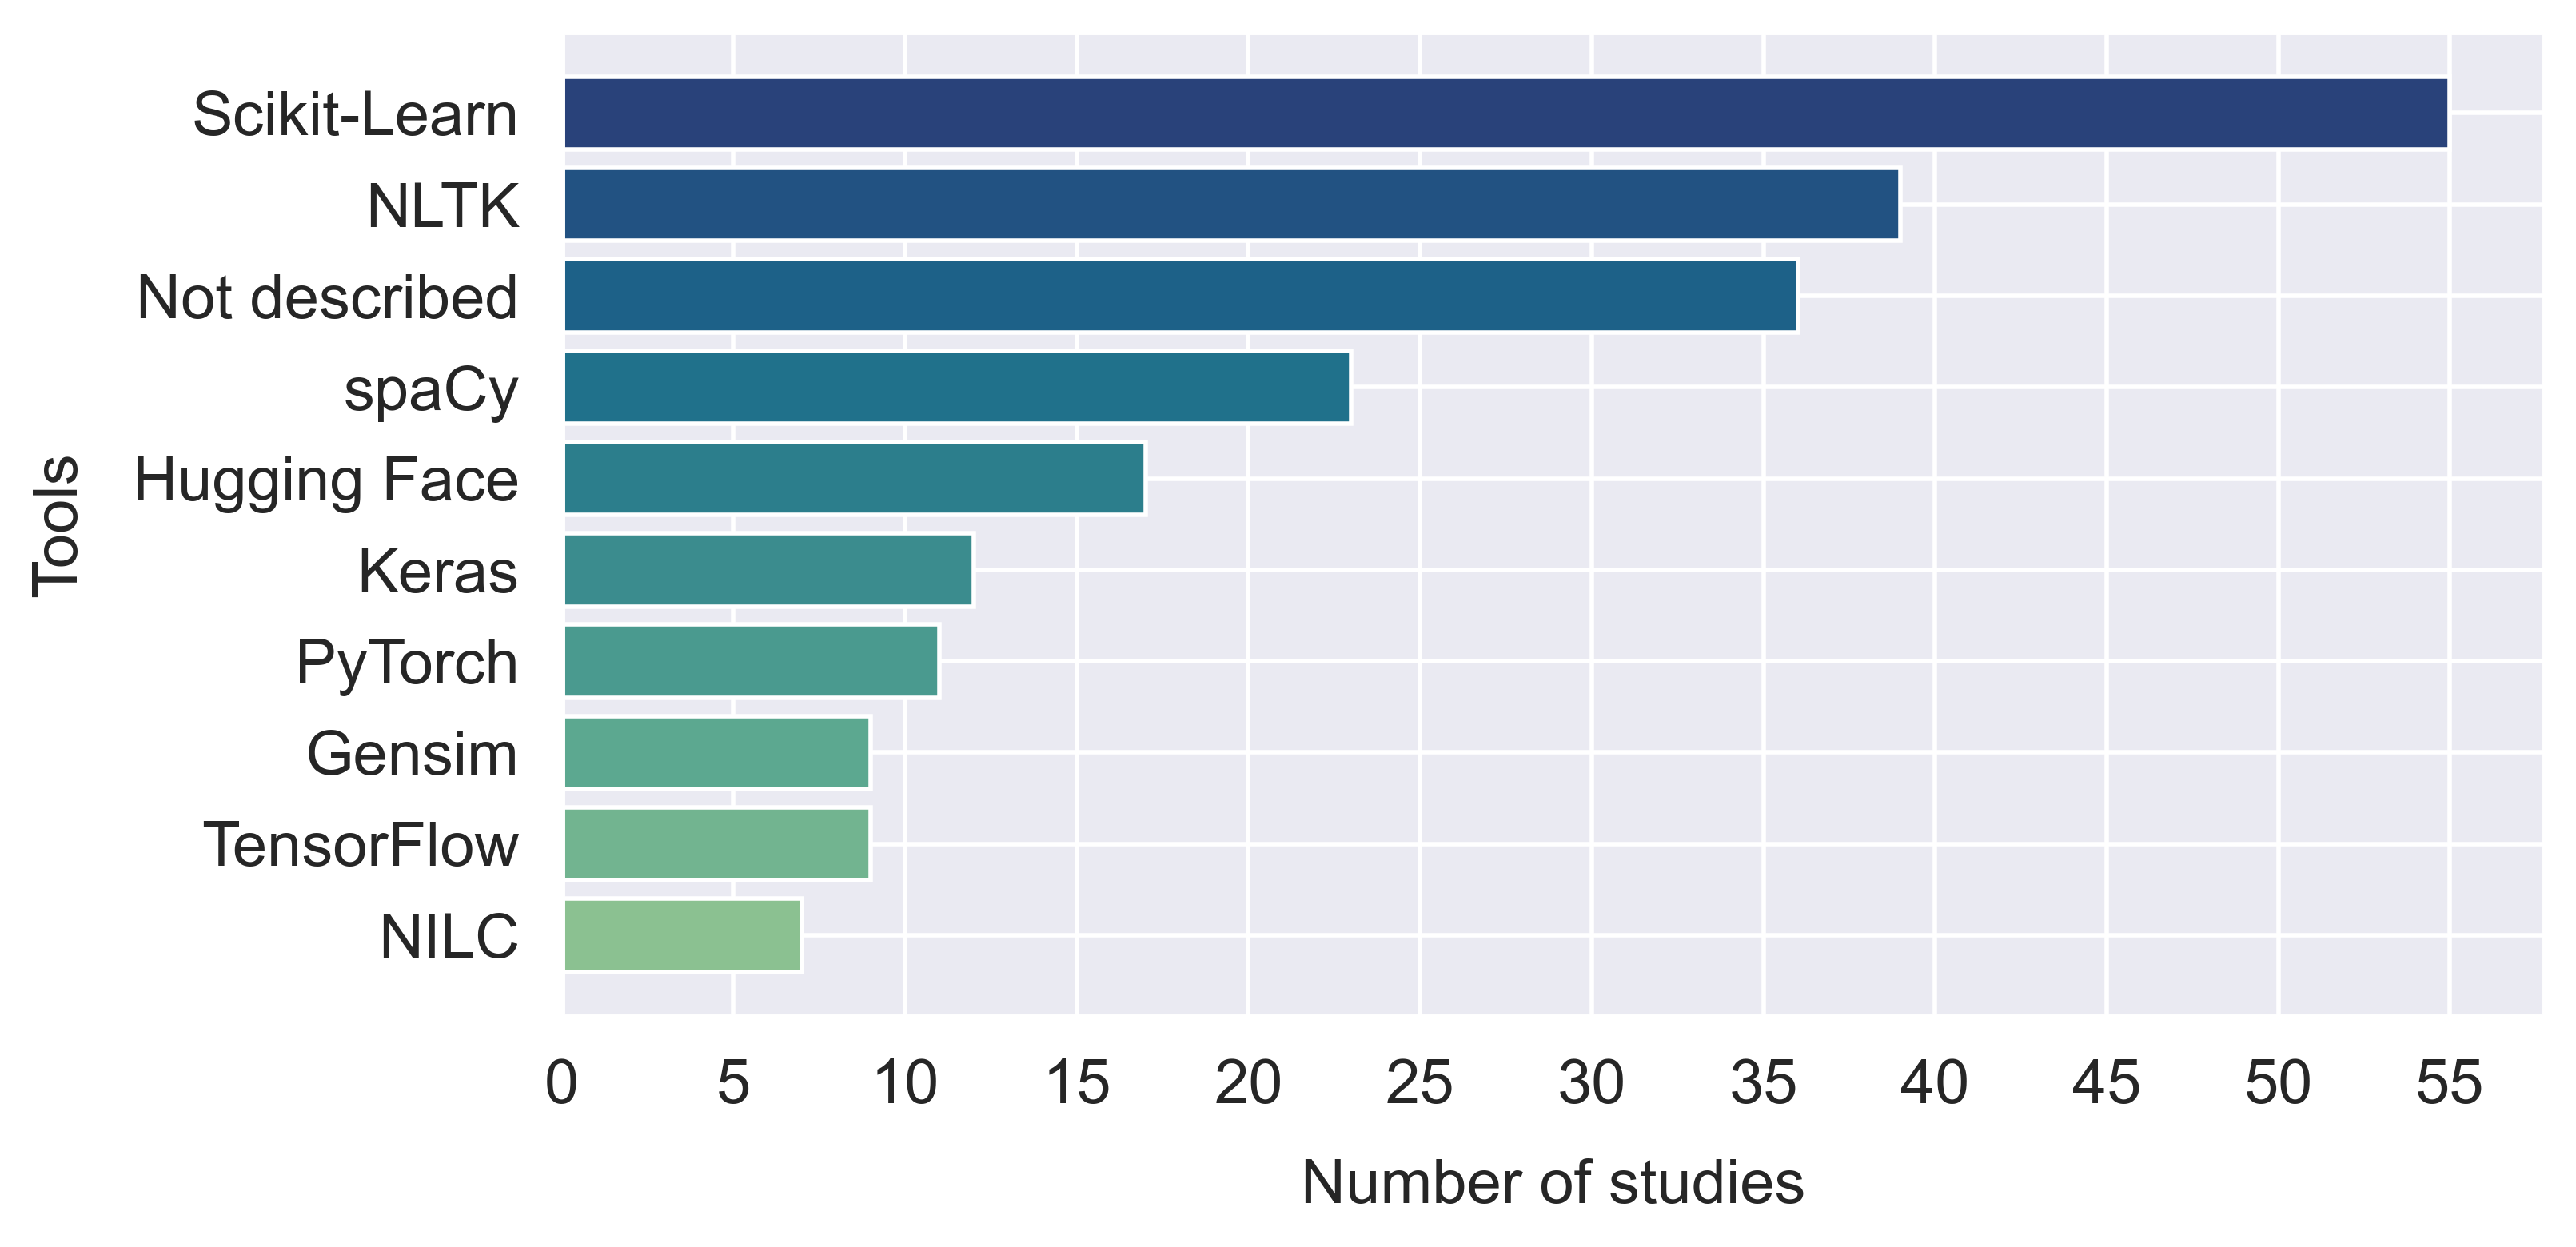 Scikit-Learn
NLTK
Not described
spaCy
Hugging Face
Keras
PyTorch
Gensim
TensorFlow
NILC
Tools
0 5 10 15 20 25 30 35 40 45 50 55
Number of studies